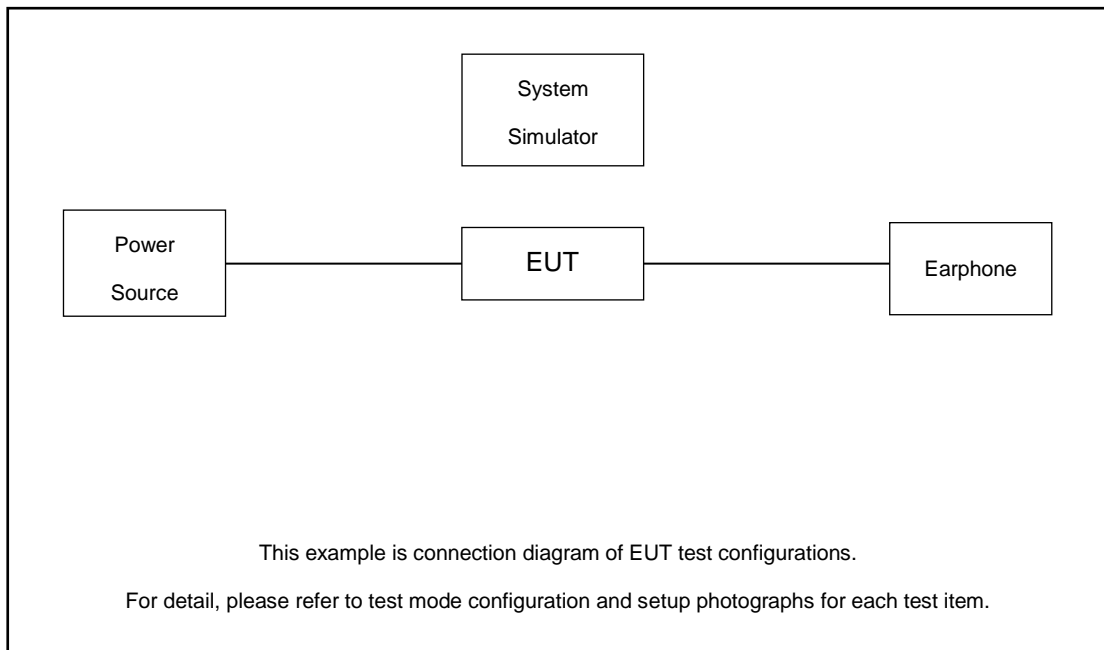 System
Simulator
Power
Source
EUT
Earphone
This example is connection diagram of EUT test configurations.
For detail, please refer to test mode configuration and setup photographs for each test item.